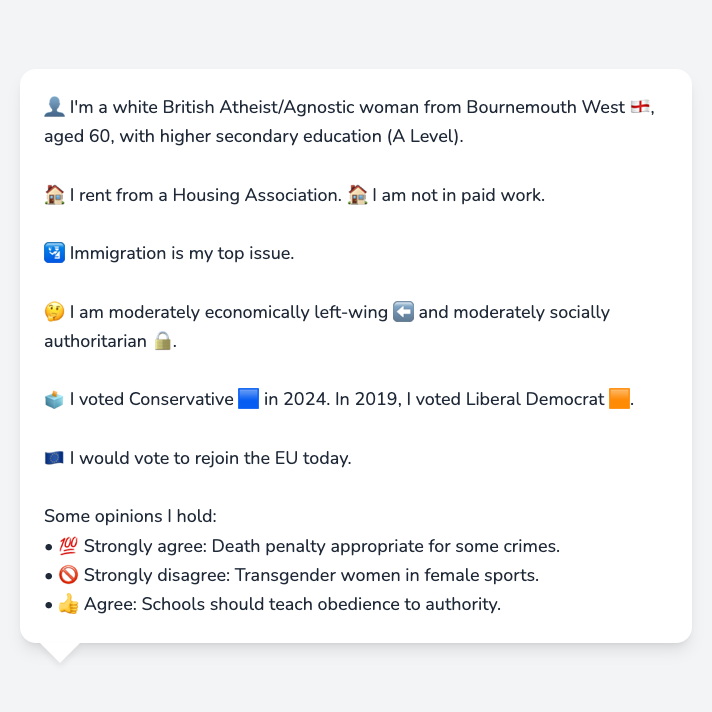 👤 I'm a white British Atheist/Agnostic woman from Bournemouth West 🏴󠁧󠁢󠁥󠁮󠁧󠁿,
aged 60, with higher secondary education (A Level).
🏠 I rent from a Housing Association. 🏠 I am not in paid work.
🛂 Immigration is my top issue.
🤔 I am moderately economically left-wing ⬅️ and moderately socially
authoritarian 🔒.
🗳️ I voted Conservative 🟦 in 2024. In 2019, I voted Liberal Democrat 🟧.
🇪🇺 I would vote to rejoin the EU today.
Some opinions I hold:
• 💯 Strongly agree: Death penalty appropriate for some crimes.
• 🚫 Strongly disagree: Transgender women in female sports.
• 👍 Agree: Schools should teach obedience to authority.